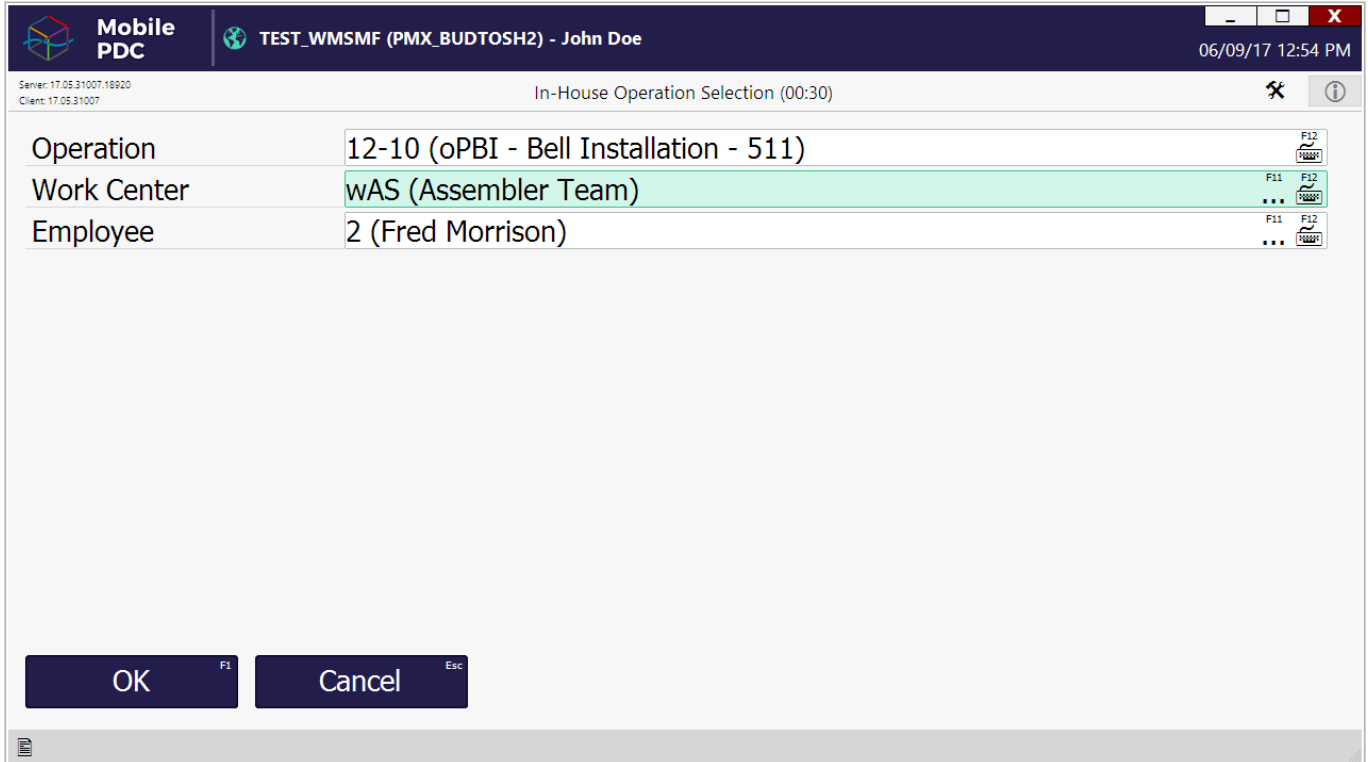 Mobile
PDC
TEST_WMSMF (PMX_BUDTOSH2) - John Doe
X
06/09/17 12:54 PM
Server: 17.05.31007.18920
Client: 17.05.31007
In-House Operation Selection (00:30)
Operation 12-10 (oPBI - Bell Installation - 511) F12
Work Center wAS (Assembler Team) F11 ... F12
Employee 2 (Fred Morrison) F11 ... F12
OK F1 Cancel Esc